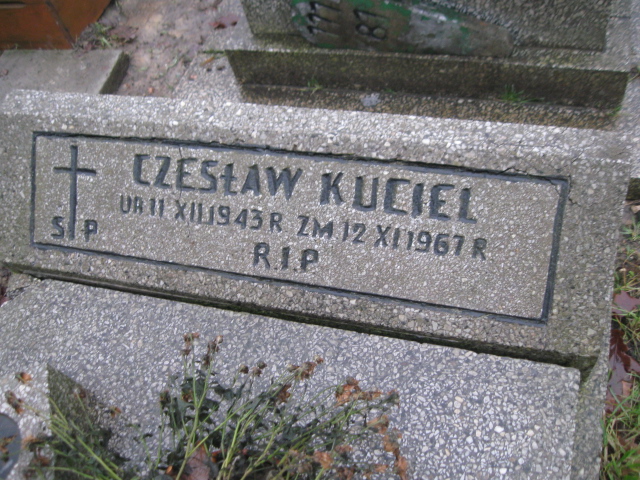 CZESŁAW KUCIEL
UR 11 XII.1943 R ZM 12 XI 1967 R
Ś P
R.I.P